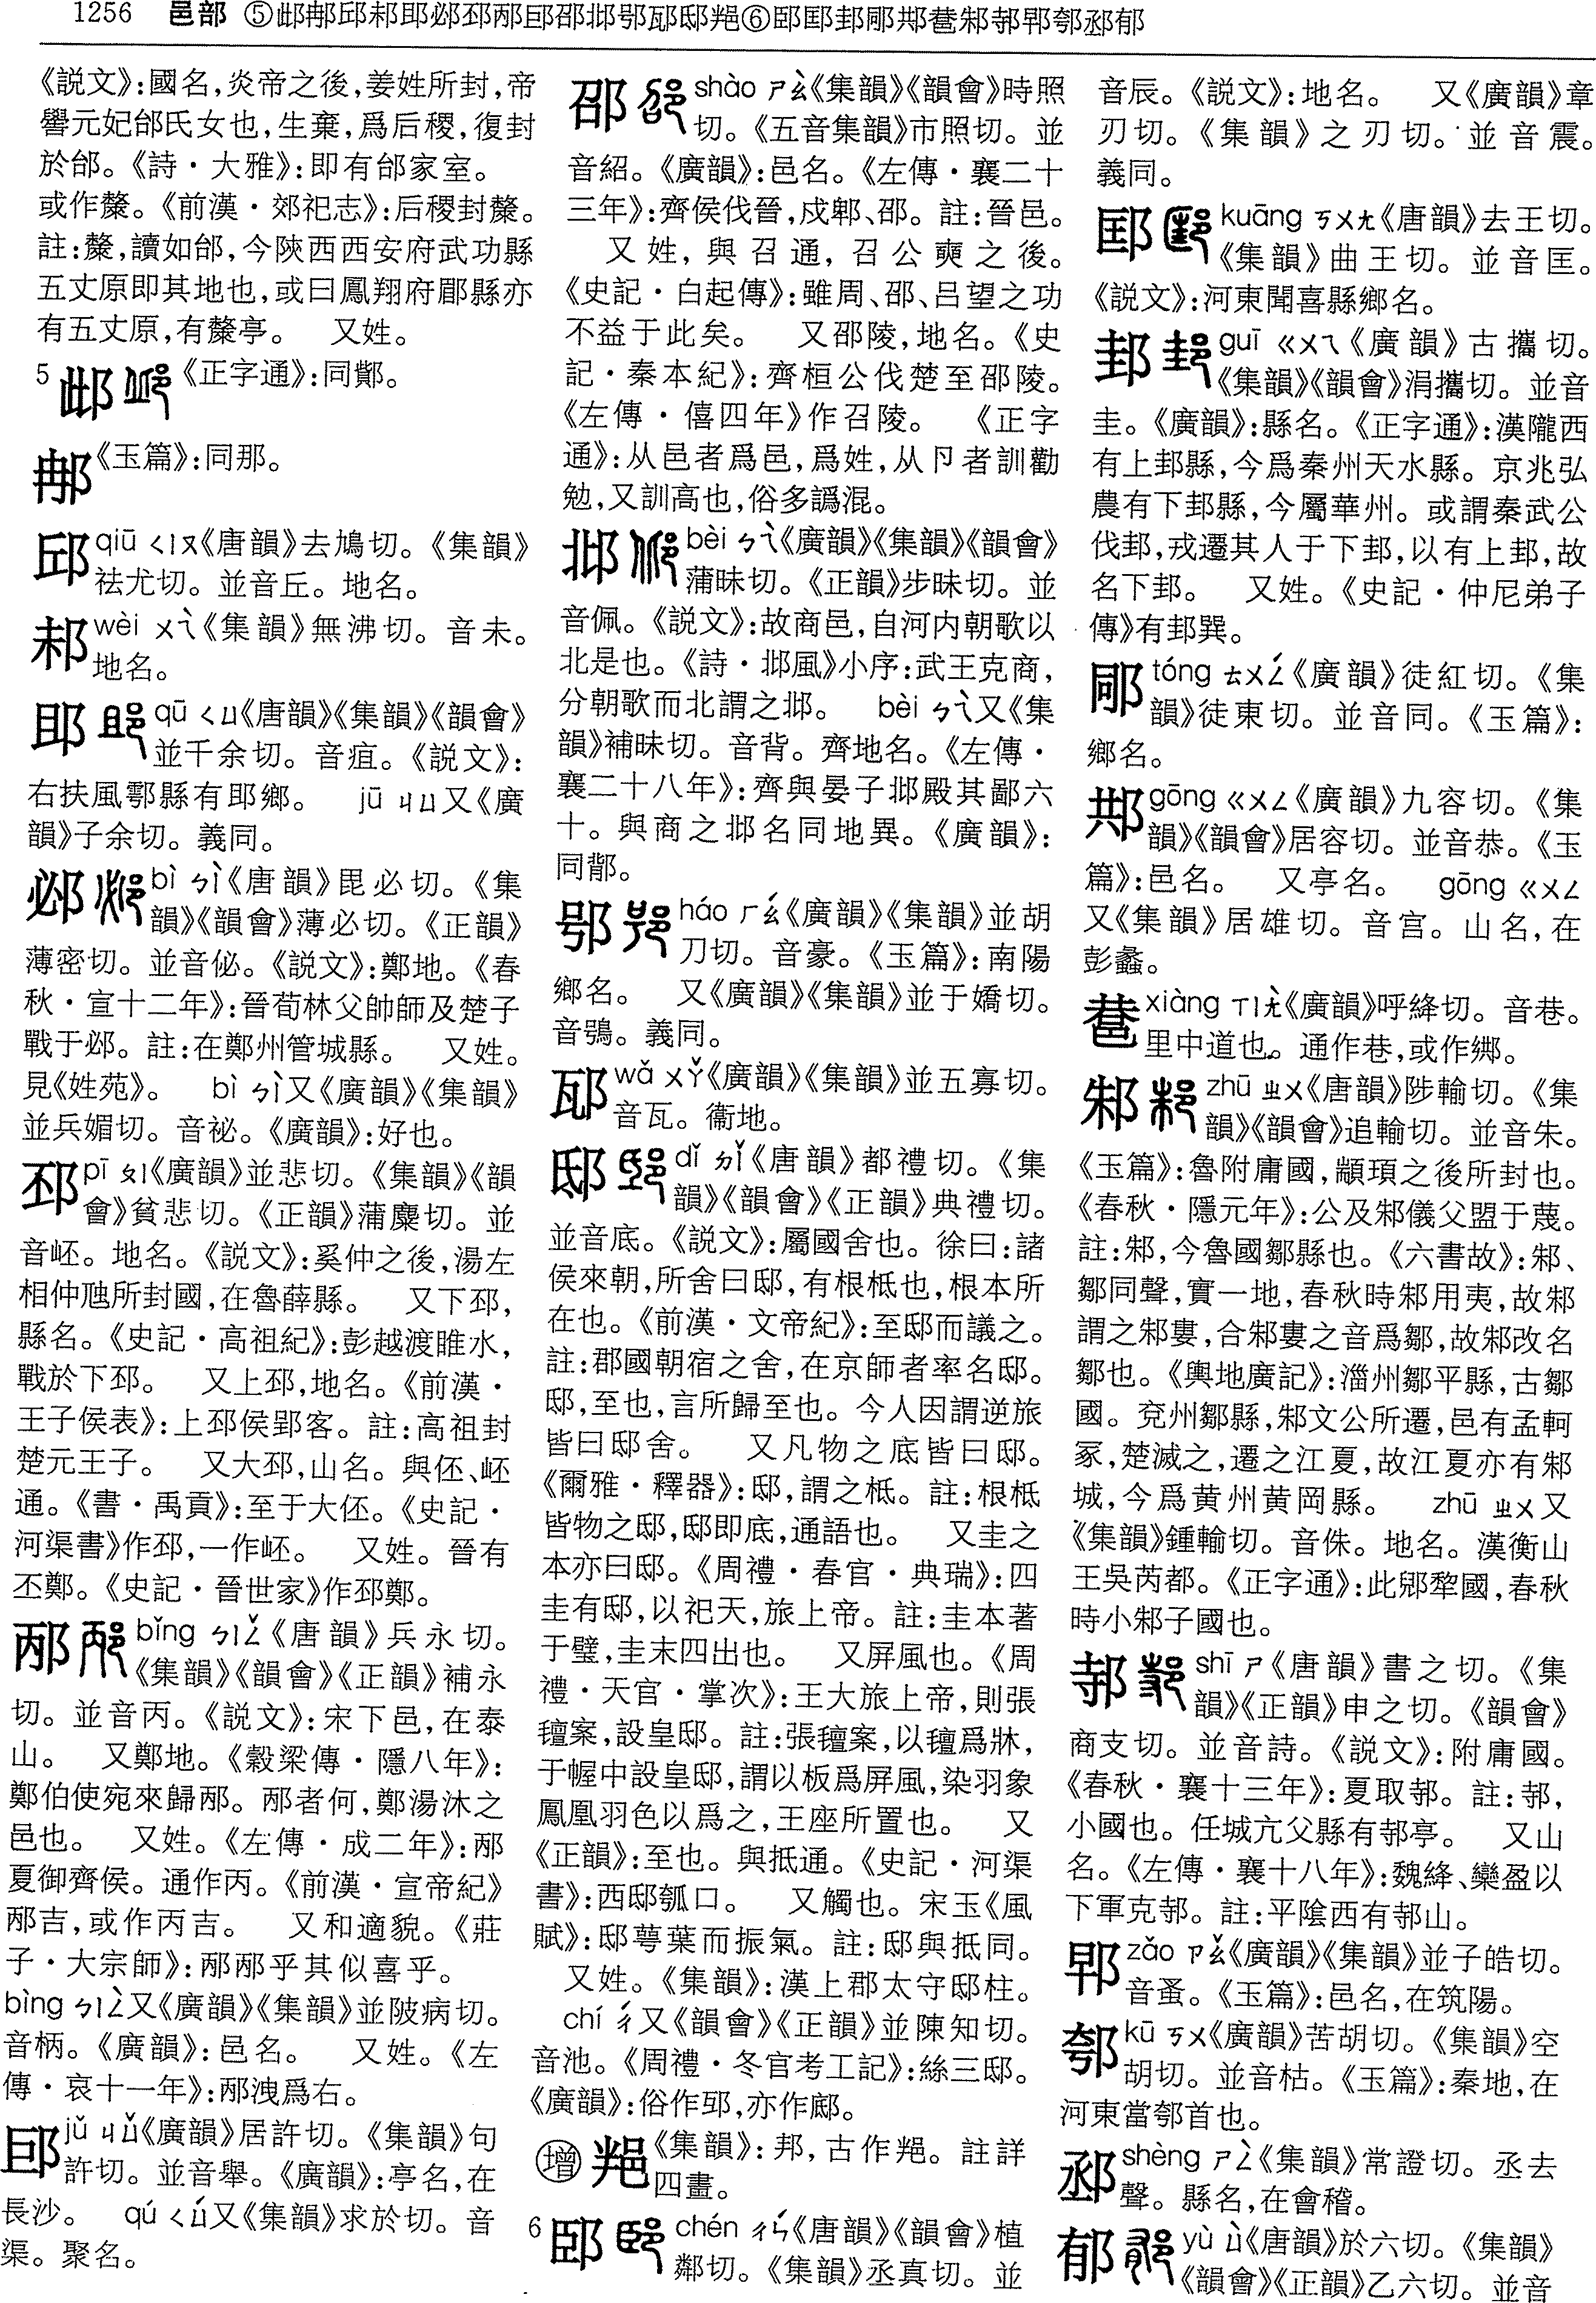 1256 邑部 ⑤𨙸𨙻邱𨚗䢸邲邳邴𨙮邵邶鄂邷邸𨙵⑥邼邽𨚯䢼䢽邾邿郀郁
《説文》:國名,炎帝之後,姜姓所封,帝
嚳元妃邰氏女也,生棄,爲后稷,復封
於邰。《詩・大雅》:即有邰家室。
或作斄。《前漢・郊祀志》:后稷封斄。
註:斄,讀如邰,今陝西西安府武功縣
五丈原即其地也,或曰鳳翔府郿縣亦
有五丈原,有斄亭。 又姓。
5 《正字通》:同鄑。
《玉篇》:同那。
邱 qiū ㄑㄧㄡ《唐韻》去鳩切。《集韻》
袪尤切。並音丘。地名。
wèi ㄨㄟˋ《集韻》無沸切。音未。
地名。
qū ㄑㄩ《唐韻》《集韻》《韻會》
並千余切。音疽。《説文》:
右扶風鄠縣有䢸鄉。 jū ㄐㄩ又《廣
韻》子余切。義同。
邲 bì ㄅㄧˋ《唐韻》毘必切。《集
韻》《韻會》薄必切。《正韻》
薄密切。並音佖。《説文》:鄭地。《春
秋・宣十二年》:晉荀林父帥師及楚子
戰于邲。註:在鄭州管城縣。 又姓。
見《姓苑》。 bì ㄅㄧˋ又《廣韻》《集韻》
並兵媚切。音祕。《廣韻》:好也。
邳 pī ㄆㄧ《廣韻》並悲切。《集韻》《韻
會》貧悲切。《正韻》蒲麋切。並
音岯。地名。《説文》:奚仲之後,湯左
相仲虺所封國,在魯薛縣。 又下邳,
縣名。《史記・高祖紀》:彭越渡睢水,
戰於下邳。 又上邳,地名。《前漢・
王子侯表》:上邳侯郢客。註:高祖封
楚元王子。 又大邳,山名。與伾、岯
通。《書・禹貢》:至于大伾。《史記・
河渠書》作邳,一作岯。 又姓。晉有
丕鄭。《史記・晉世家》作邳鄭。
邴 bǐng ㄅㄧㄥˇ《唐韻》兵永切。
《集韻》《韻會》《正韻》補永
切。並音丙。《説文》:宋下邑,在泰
山。 又鄭地。《穀梁傳・隱八年》:
鄭伯使宛來歸邴。邴者何,鄭湯沐之
邑也。 又姓。《左傳・成二年》:邴
夏御齊侯。通作丙。《前漢・宣帝紀》
邴吉,或作丙吉。 又和適貌。《莊
子・大宗師》:邴邴乎其似喜乎。
bìng ㄅㄧㄥˋ又《廣韻》《集韻》並陂病切。
音柄。《廣韻》:邑名。 又姓。《左
傳・哀十一年》:邴洩爲右。
jǔ ㄐㄩˇ《廣韻》居許切。《集韻》句
許切。並音舉。《廣韻》:亭名,在
長沙。 qú ㄑㄩˊ又《集韻》求於切。音
渠。聚名。
邵 shào ㄕㄠˋ《集韻》《韻會》時照
切。《五音集韻》市照切。並
音紹。《廣韻》:邑名。《左傳・襄二十
三年》:齊侯伐晉,戍郫、邵。註:晉邑。
又姓,與召通,召公奭之後。
《史記・白起傳》:雖周、邵、吕望之功
不益于此矣。 又邵陵,地名。《史
記・秦本紀》:齊桓公伐楚至邵陵。
《左傳・僖四年》作召陵。 《正字
通》:从邑者爲邑,爲姓,从卪者訓勸
勉,又訓高也,俗多譌混。
邶 bèi ㄅㄟˋ《廣韻》《集韻》《韻會》
蒲昧切。《正韻》步昧切。並
音佩。《説文》:故商邑,自河内朝歌以
北是也。《詩・邶風》小序:武王克商,
分朝歌而北謂之邶。 bèi ㄅㄟˋ又《集
韻》補昧切。音背。齊地名。《左傳・
襄二十八年》:齊與晏子邶殿其鄙六
十。與商之邶名同地異。《廣韻》:
同鄁。
háo ㄏㄠˊ《廣韻》《集韻》並胡
刀切。音豪。《玉篇》:南陽
鄉名。 又《廣韻》《集韻》並于嬌切。
音鴞。義同。
邷 wǎ ㄨㄚˇ《廣韻》《集韻》並五寡切。
音瓦。衞地。
邸 dǐ ㄉㄧˇ《唐韻》都禮切。《集
韻》《韻會》《正韻》典禮切。
並音底。《説文》:屬國舍也。徐曰:諸
侯來朝,所舍曰邸,有根柢也,根本所
在也。《前漢・文帝紀》:至邸而議之。
註:郡國朝宿之舍,在京師者率名邸。
邸,至也,言所歸至也。今人因謂逆旅
皆曰邸舍。 又凡物之底皆曰邸。
《爾雅・釋器》:邸,謂之柢。註:根柢
皆物之邸,邸即底,通語也。 又圭之
本亦曰邸。《周禮・春官・典瑞》:四
圭有邸,以祀天,旅上帝。註:圭本著
于璧,圭末四出也。 又屏風也。《周
禮・天官・掌次》:王大旅上帝,則張
氊案,設皇邸。註:張氊案,以氊爲牀,
于幄中設皇邸,謂以板爲屏風,染羽象
鳳凰羽色以爲之,王座所置也。 又
《正韻》:至也。與抵通。《史記・河渠
書》:西邸瓠口。 又觸也。宋玉《風
賦》:邸萼葉而振氣。註:邸與抵同。
又姓。《集韻》:漢上郡太守邸柱。
chí ㄔˊ又《韻會》《正韻》並陳知切。
音池。《周禮・冬官考工記》:絲三邸。
《廣韻》:俗作𨚁,亦作㢈。
增 《集韻》:邦,古作𨙵。註詳
四畫。
6 chén ㄔㄣˊ《唐韻》《韻會》植
鄰切。《集韻》丞真切。並
音辰。《説文》:地名。 又《廣韻》章
刃切。《集韻》之刃切。並音震。
義同。
邼 kuāng ㄎㄨㄤ《唐韻》去王切。
《集韻》曲王切。並音匡。
《説文》:河東聞喜縣鄉名。
邽 guī ㄍㄨㄟ《廣韻》古攜切。
《集韻》《韻會》涓攜切。並音
圭。《廣韻》:縣名。《正字通》:漢隴西
有上邽縣,今爲秦州天水縣。京兆弘
農有下邽縣,今屬華州。或謂秦武公
伐邽,戎遷其人于下邽,以有上邽,故
名下邽。 又姓。《史記・仲尼弟子
傳》有邽巽。
tóng ㄊㄨㄥˊ《廣韻》徒紅切。《集
韻》徒東切。並音同。《玉篇》:
鄉名。
䢼 gōng ㄍㄨㄥ《廣韻》九容切。《集
韻》《韻會》居容切。並音恭。《玉
篇》:邑名。 又亭名。 gōng ㄍㄨㄥ
又《集韻》居雄切。音宫。山名,在
彭蠡。
䢽 xiàng ㄒㄧㄤˋ《廣韻》呼絳切。音巷。
里中道也。通作巷,或作𨞠。
邾 zhū ㄓㄨ《唐韻》陟輸切。《集
韻》《韻會》追輸切。並音朱。
《玉篇》:魯附庸國,顓頊之後所封也。
《春秋・隱元年》:公及邾儀父盟于蔑。
註:邾,今魯國鄒縣也。《六書故》:邾、
鄒同聲,實一地,春秋時邾用夷,故邾
謂之邾婁,合邾婁之音爲鄒,故邾改名
鄒也。《輿地廣記》:淄州鄒平縣,古鄒
國。兗州鄒縣,邾文公所遷,邑有孟軻
冢,楚滅之,遷之江夏,故江夏亦有邾
城,今爲黄州黄岡縣。 zhū ㄓㄨ又
《集韻》鍾輸切。音侏。地名。漢衡山
王吳芮都。《正字通》:此郳犂國,春秋
時小邾子國也。
邿 shī ㄕ《唐韻》書之切。《集
韻》《正韻》申之切。《韻會》
商支切。並音詩。《説文》:附庸國。
《春秋・襄十三年》:夏取邿。註:邿,
小國也。任城亢父縣有邿亭。 又山
名。《左傳・襄十八年》:魏絳、欒盈以
下軍克邿。註:平隂西有邿山。
zǎo ㄗㄠˇ《廣韻》《集韻》並子皓切。
音蚤。《玉篇》:邑名,在筑陽。
郀 kū ㄎㄨ《廣韻》苦胡切。《集韻》空
胡切。並音枯。《玉篇》:秦地,在
河東當郀首也。
shèng ㄕㄥˋ《集韻》常證切。丞去
聲。縣名,在會稽。
郁 yù ㄩˋ《唐韻》於六切。《集韻》
《韻會》《正韻》乙六切。並音